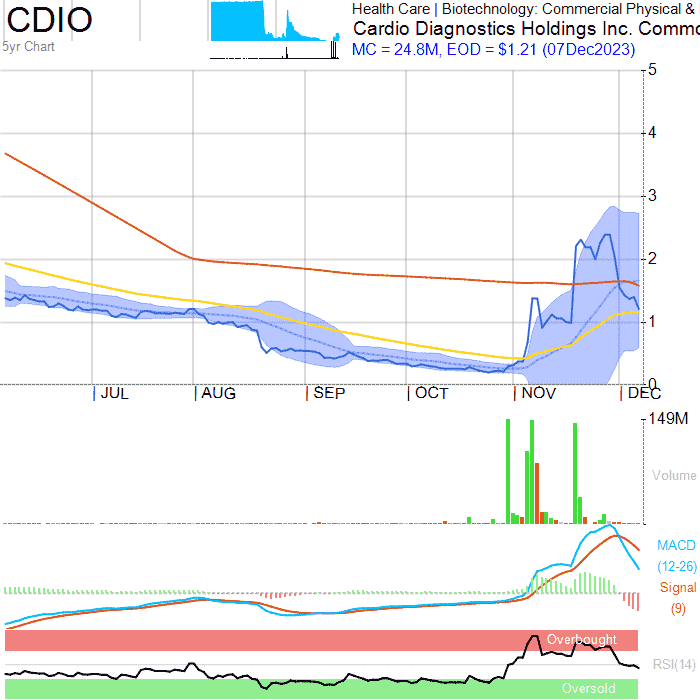 CDIO
5yr Chart
Health Care | Biotechnology: Commercial Physical &
Cardio Diagnostics Holdings Inc. Commo
MC = 24.8M, EOD = $1.21 (07Dec2023)
5
4
3
2
1
0
JUL
AUG
SEP
OCT
NOV
DEC
149M
Volume
MACD
(12-26)
Signal
(9)
Overbought
RSI(14)
Oversold